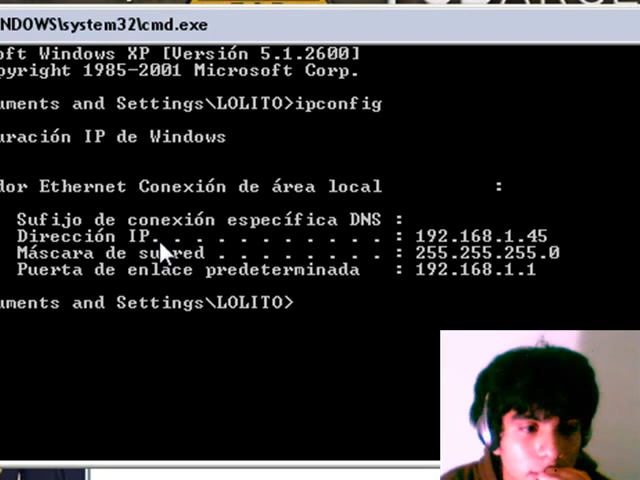 NDOWS\system32\cmd.exe
oft Windows XP [Versión 5.1.2600]
pyright 1985-2001 Microsoft Corp.
uments and Settings\LOLITO>ipconfig
uración IP de Windows
dor Ethernet Conexión de área local :
Sufijo de conexión específica DNS :
Dirección IP. . . . . . . . . . . : 192.168.1.45
Máscara de subred . . . . . . . . : 255.255.255.0
Puerta de enlace predeterminada : 192.168.1.1
uments and Settings\LOLITO>